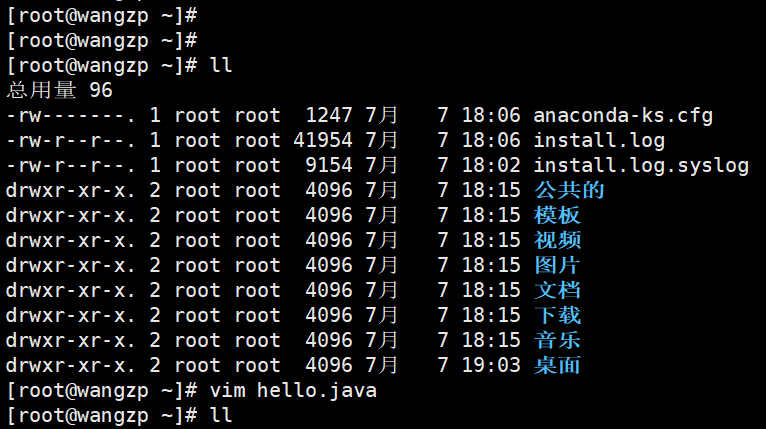 [root@wangzp ~]#
[root@wangzp ~]#
[root@wangzp ~]# ll
总用量 96
-rw-------. 1 root root  1247 7月   7 18:06 anaconda-ks.cfg
-rw-r--r--. 1 root root 41954 7月   7 18:06 install.log
-rw-r--r--. 1 root root  9154 7月   7 18:02 install.log.syslog
drwxr-xr-x. 2 root root  4096 7月   7 18:15 公共的
drwxr-xr-x. 2 root root  4096 7月   7 18:15 模板
drwxr-xr-x. 2 root root  4096 7月   7 18:15 视频
drwxr-xr-x. 2 root root  4096 7月   7 18:15 图片
drwxr-xr-x. 2 root root  4096 7月   7 18:15 文档
drwxr-xr-x. 2 root root  4096 7月   7 18:15 下载
drwxr-xr-x. 2 root root  4096 7月   7 18:15 音乐
drwxr-xr-x. 2 root root  4096 7月   7 19:03 桌面
[root@wangzp ~]# vim hello.java
[root@wangzp ~]# ll